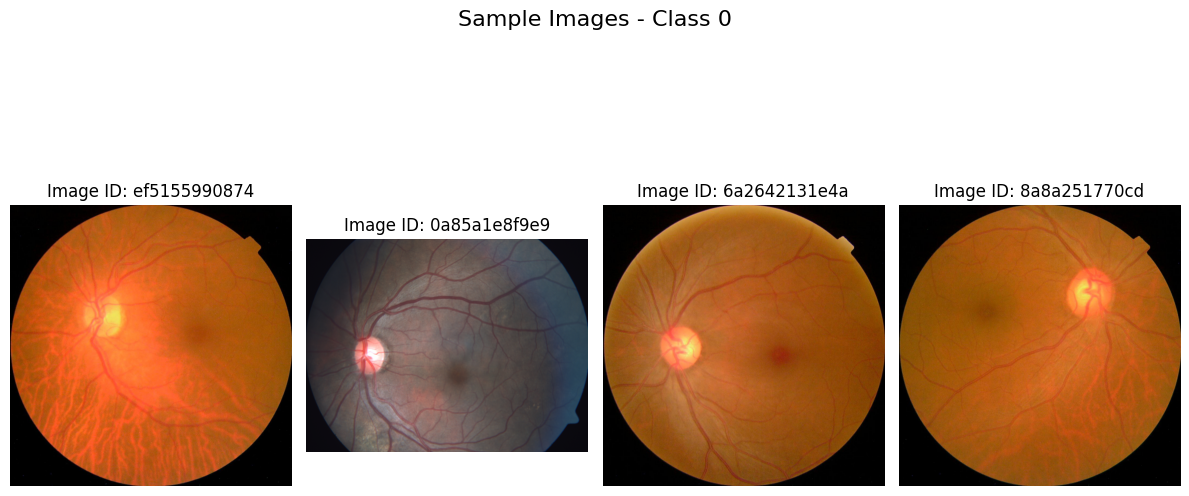 Sample Images - Class 0
Image ID: ef5155990874
Image ID: 0a85a1e8f9e9
Image ID: 6a2642131e4a
Image ID: 8a8a251770cd